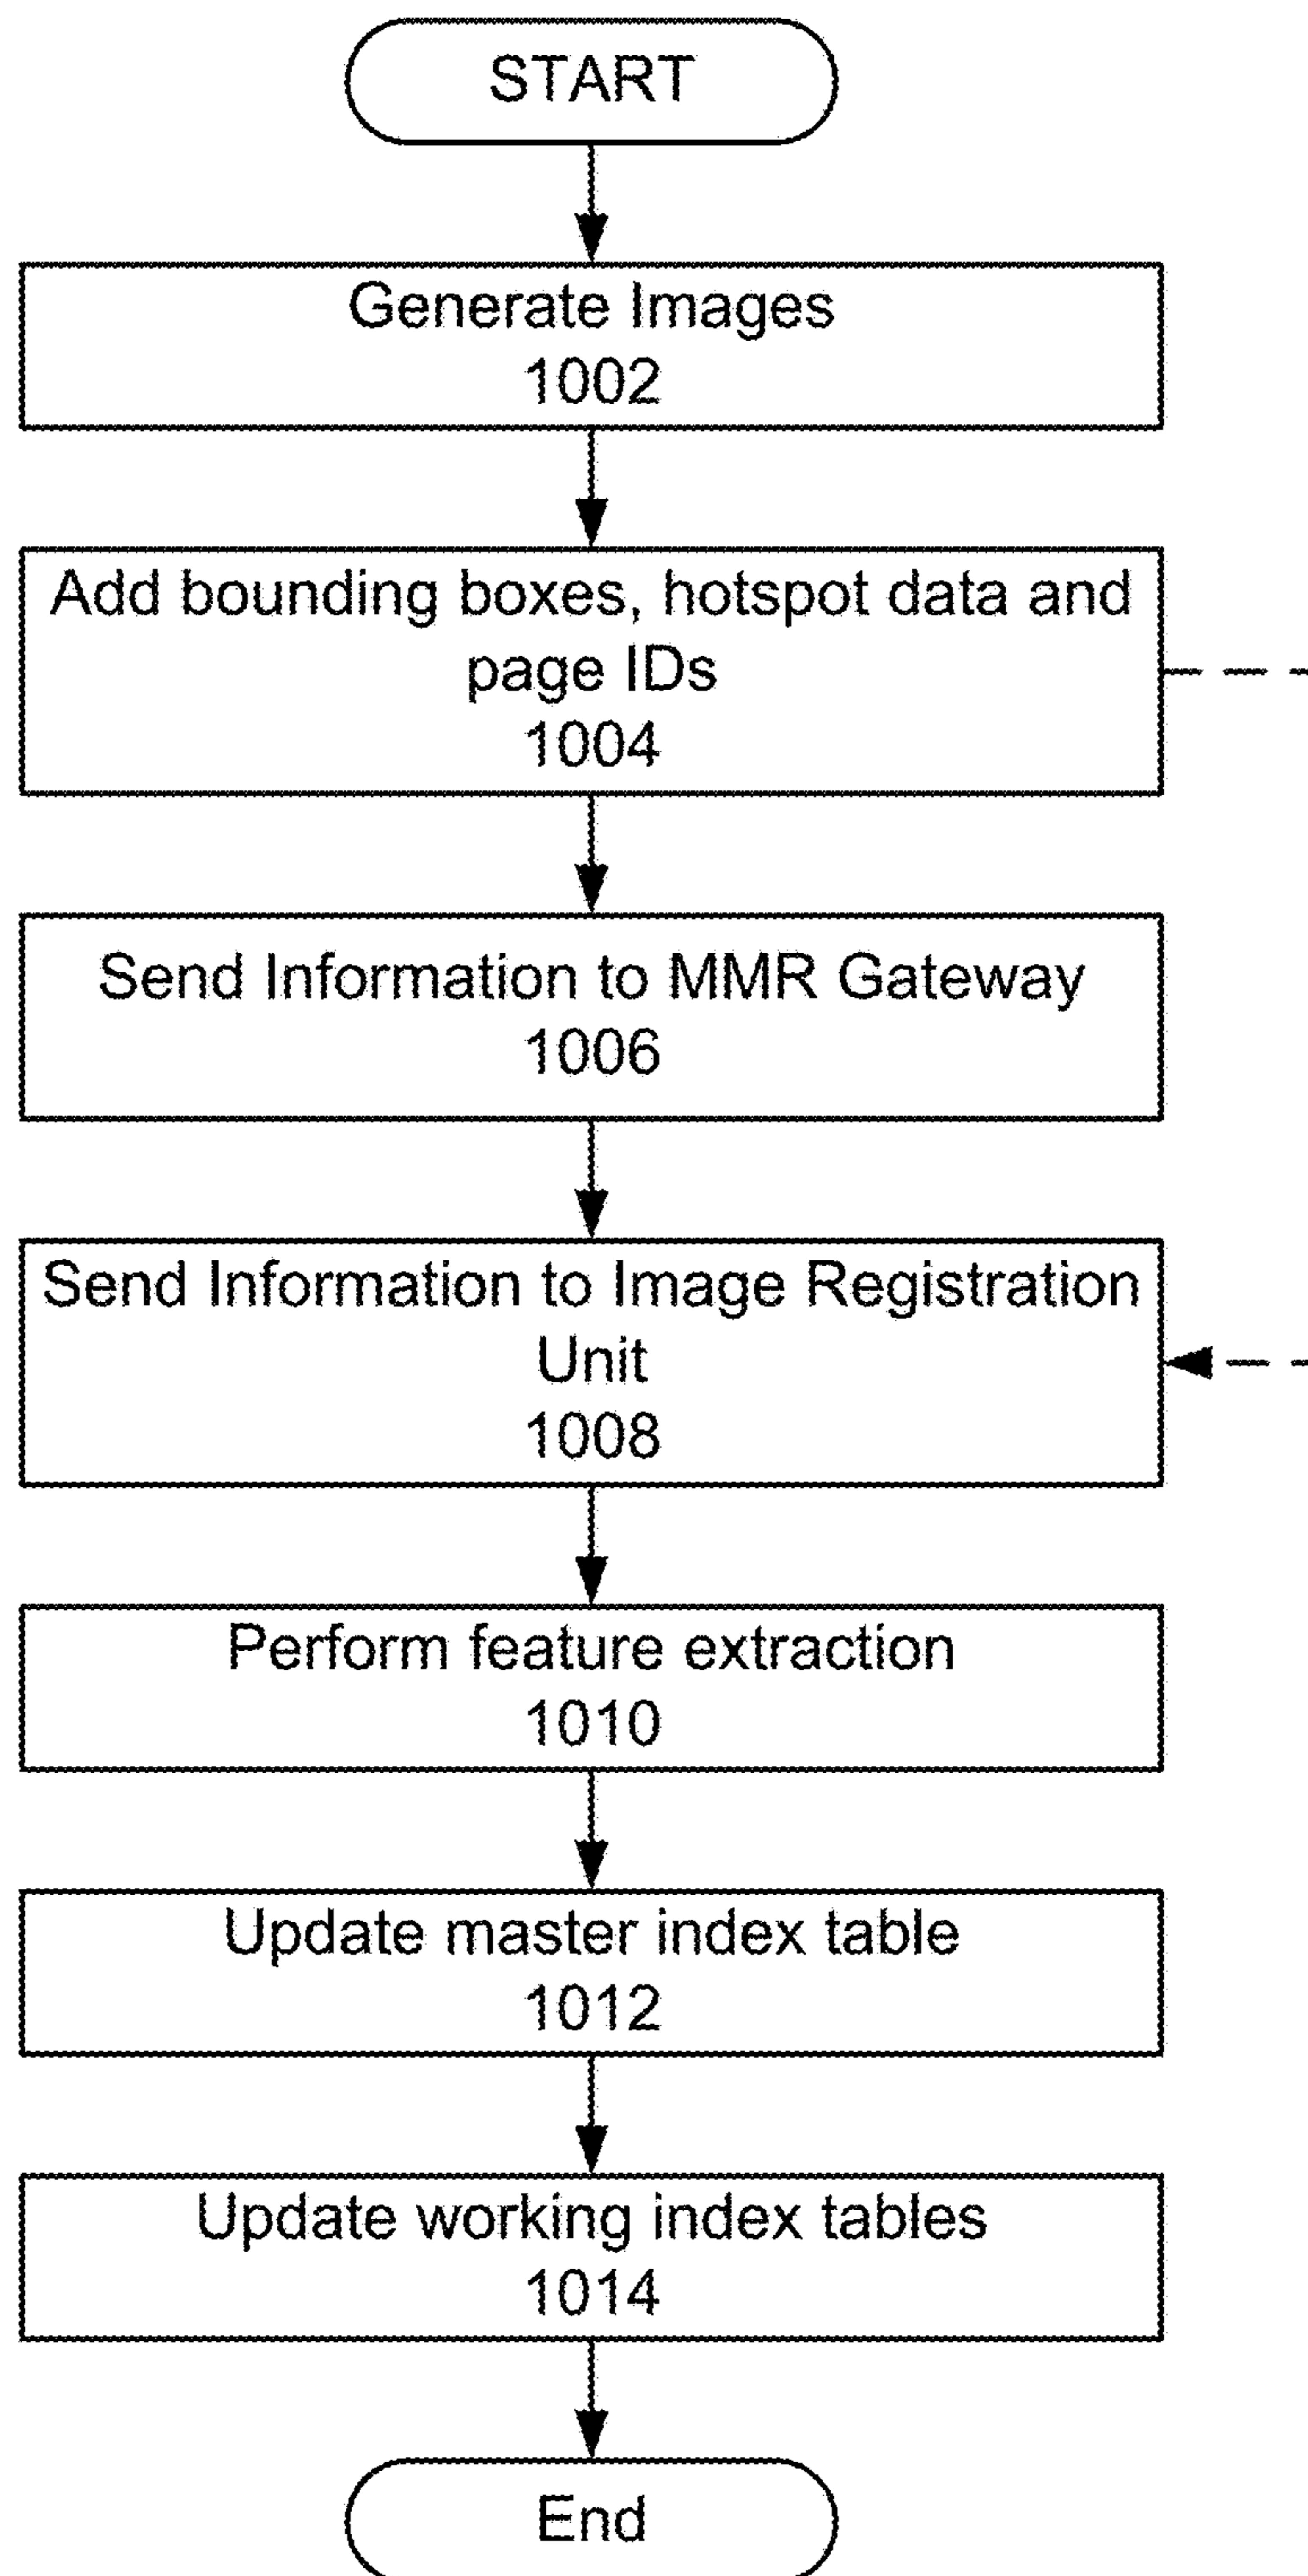 START
Generate Images
1002
Add bounding boxes, hotspot data and
page IDs
1004
Send Information to MMR Gateway
1006
Send Information to Image Registration
Unit
1008
Perform feature extraction
1010
Update master index table
1012
Update working index tables
1014
End